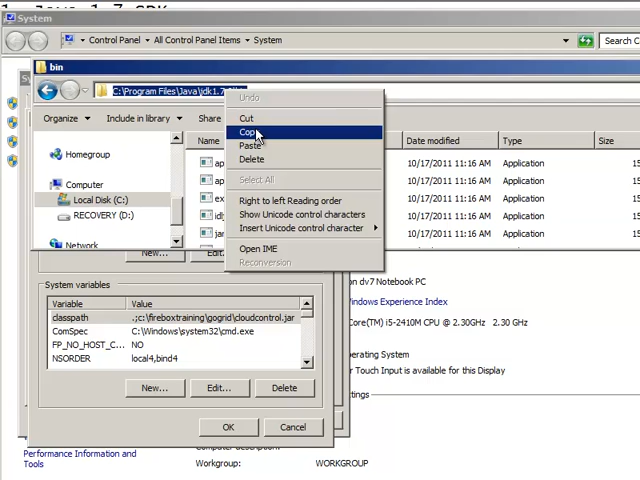 System
Control Panel ▸ All Control Panel Items ▸ System
Search C
bin
C:\Program Files\Java\jdk1.7
Organize
Include in library
Share
Undo
Cut
Copy
Paste
Delete
Select All
Right to left Reading order
Show Unicode control characters
Insert Unicode control character
Open IME
Reconversion
Homegroup
Computer
Local Disk (C:)
RECOVERY (D:)
Network
Name
Date modified
Type
Size
10/17/2011 11:16 AM Application
10/17/2011 11:16 AM Application
10/17/2011 11:16 AM Application
10/17/2011 11:16 AM Application
10/17/2011 11:16 AM Application
New...
Edit..
System variables
Variable Value
classpath .;c:\fireboxtraining\gogrid\cloudcontrol.jar
ComSpec C:\Windows\system32\cmd.exe
FP_NO_HOST_C... NO
NSORDER local4,bind4
New...
Edit...
Delete
OK
Cancel
on dv7 Notebook PC
Windows Experience Index
Core(TM) i5-2410M CPU @ 2.30GHz 2.30 GHz
perating System
r Touch Input is available for this Display
ettings
Performance Information and
Tools
Workgroup: WORKGROUP